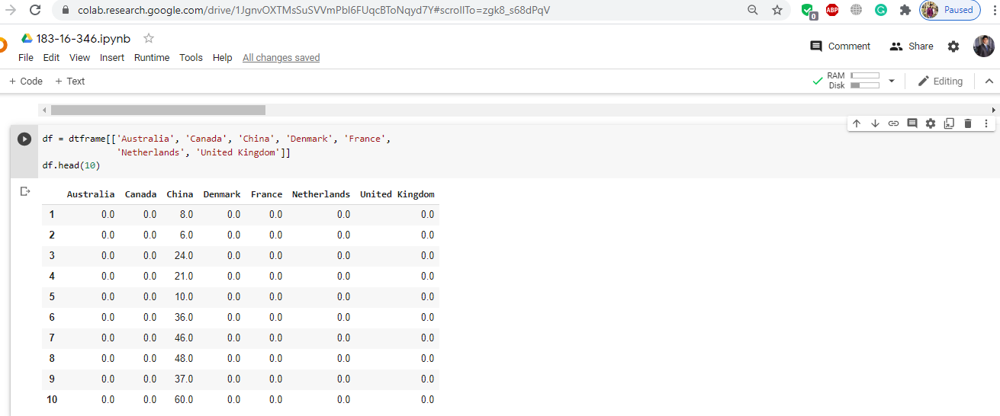 colab.research.google.com/drive/1JgnvOXTMsSuSVVmPbI6FUqcBToNqyd7Y#scrollTo=zgk8_s68dPqV
0
ABP
G
Paused
183-16-346.ipynb
File Edit View Insert Runtime Tools Help All changes saved
Comment Share
+ Code + Text
RAM
Disk
Editing
df = dtframe[['Australia', 'Canada', 'China', 'Denmark', 'France',
'Netherlands', 'United Kingdom']]
df.head(10)
Australia Canada China Denmark France Netherlands United Kingdom
1 0.0 0.0 8.0 0.0 0.0 0.0 0.0
2 0.0 0.0 6.0 0.0 0.0 0.0 0.0
3 0.0 0.0 24.0 0.0 0.0 0.0 0.0
4 0.0 0.0 21.0 0.0 0.0 0.0 0.0
5 0.0 0.0 10.0 0.0 0.0 0.0 0.0
6 0.0 0.0 36.0 0.0 0.0 0.0 0.0
7 0.0 0.0 46.0 0.0 0.0 0.0 0.0
8 0.0 0.0 48.0 0.0 0.0 0.0 0.0
9 0.0 0.0 37.0 0.0 0.0 0.0 0.0
10 0.0 0.0 60.0 0.0 0.0 0.0 0.0